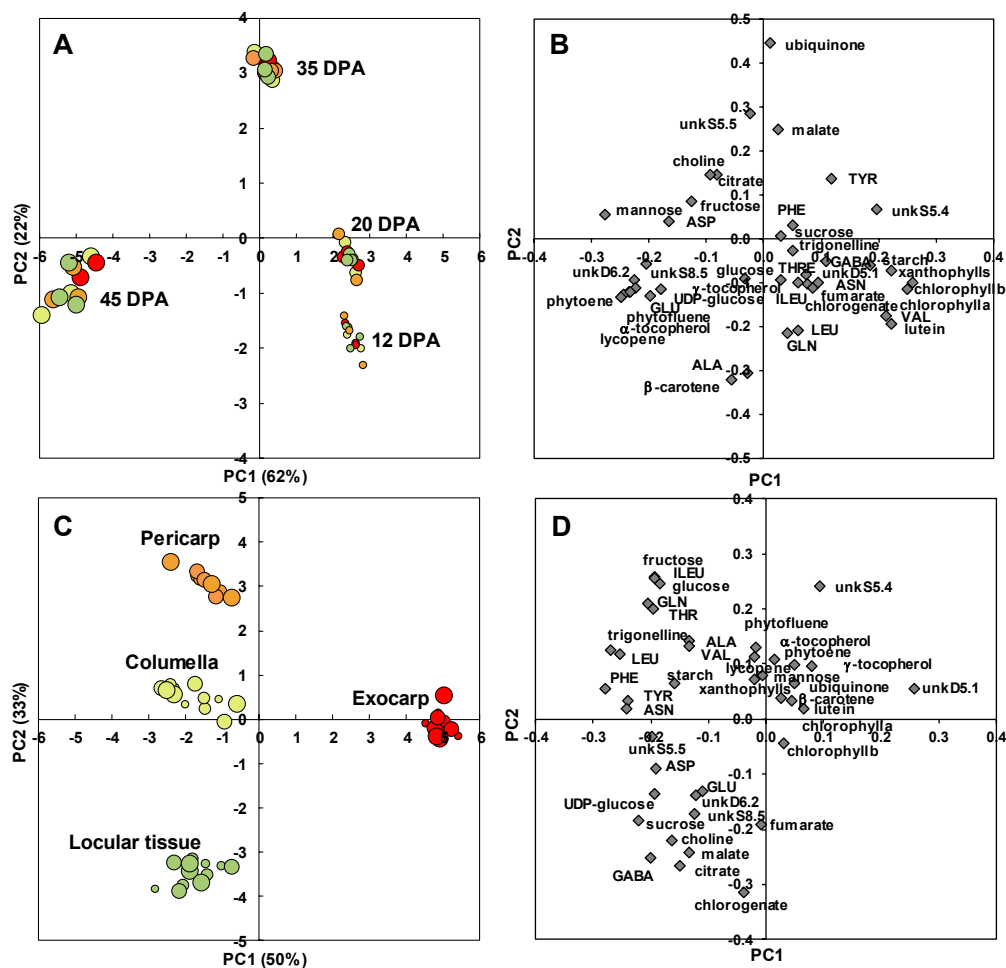 A
4
3
2
1
0
-1
-2
-3
-4
-6 -5 -4 -3 -2 -1 0 1 2 3 4 5 6
35 DPA
20 DPA
45 DPA
12 DPA
PC2 (22%)
PC1 (62%)
B
0.5
0.4
0.3
0.2
0.1
0.0
-0.1
-0.2
-0.3
-0.4
-0.5
-0.4 -0.3 -0.2 -0.1 0.0 0.1 0.2 0.3 0.4
ubiquinone
unkS5.5
malate
choline
citrate
TYR
mannose
fructose
ASP
PHE
unkS5.4
sucrose
trigonelline
GABA starch
unkD6.2 unkS8.5 glucose THRE unkD5.1 xanthophylls
phytoene γ-tocopherol ILEU ASN chlorophyllb
GLU UDP-glucose fumarate
phytofluene chlorogenate chlorophylla
α-tocopherol VAL
lycopene LEU lutein
GLN
ALA
β-carotene
PC2
PC1
C
5
4
3
2
1
0
-1
-2
-3
-4
-5
-6 -5 -4 -3 -2 -1 0 1 2 3 4 5 6
Pericarp
Columella
Exocarp
Locular tissue
PC2 (33%)
PC1 (50%)
D
0.4
0.3
0.2
0.1
0.0
-0.1
-0.2
-0.3
-0.4
-0.4 -0.3 -0.2 -0.1 0.0 0.1 0.2 0.3 0.4
fructose
ILEU
glucose
unkS5.4
GLN
THR
phytofluene
trigonelline ALA α-tocopherol
LEU VAL phytoene
lycopene γ-tocopherol
PHE starch mannose
xanthophylls ubiquinone unkD5.1
TYR β-carotene
ASN lutein
chlorophylla
unkS5.5 chlorophyllb
ASP
GLU
UDP-glucose unkD6.2
unkS8.5
sucrose fumarate
choline
malate
GABA citrate
chlorogenate
PC2
PC1